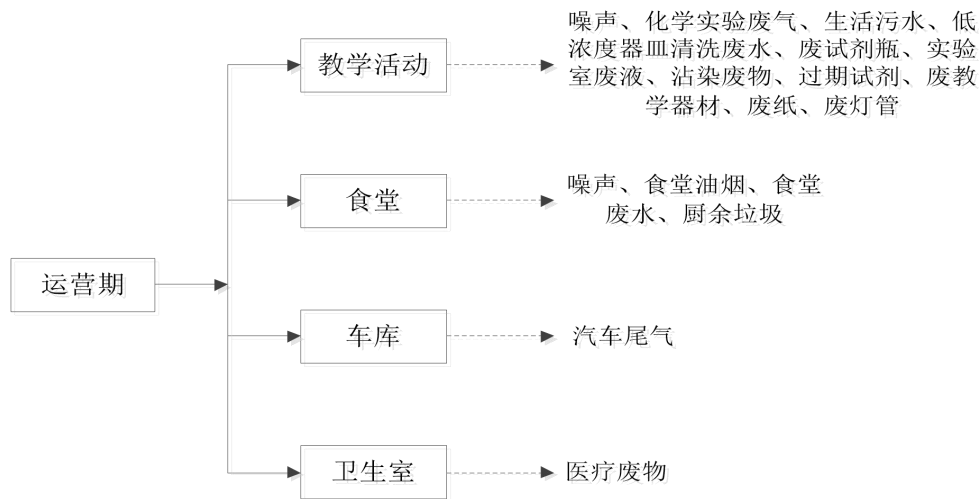 噪声、化学实验废气、生活污水、低
浓度器皿清洗废水、废试剂瓶、实验
室废液、沾染废物、过期试剂、废教
学器材、废纸、废灯管
教学活动
噪声、食堂油烟、食堂
废水、厨余垃圾
食堂
运营期
车库
汽车尾气
卫生室
医疗废物